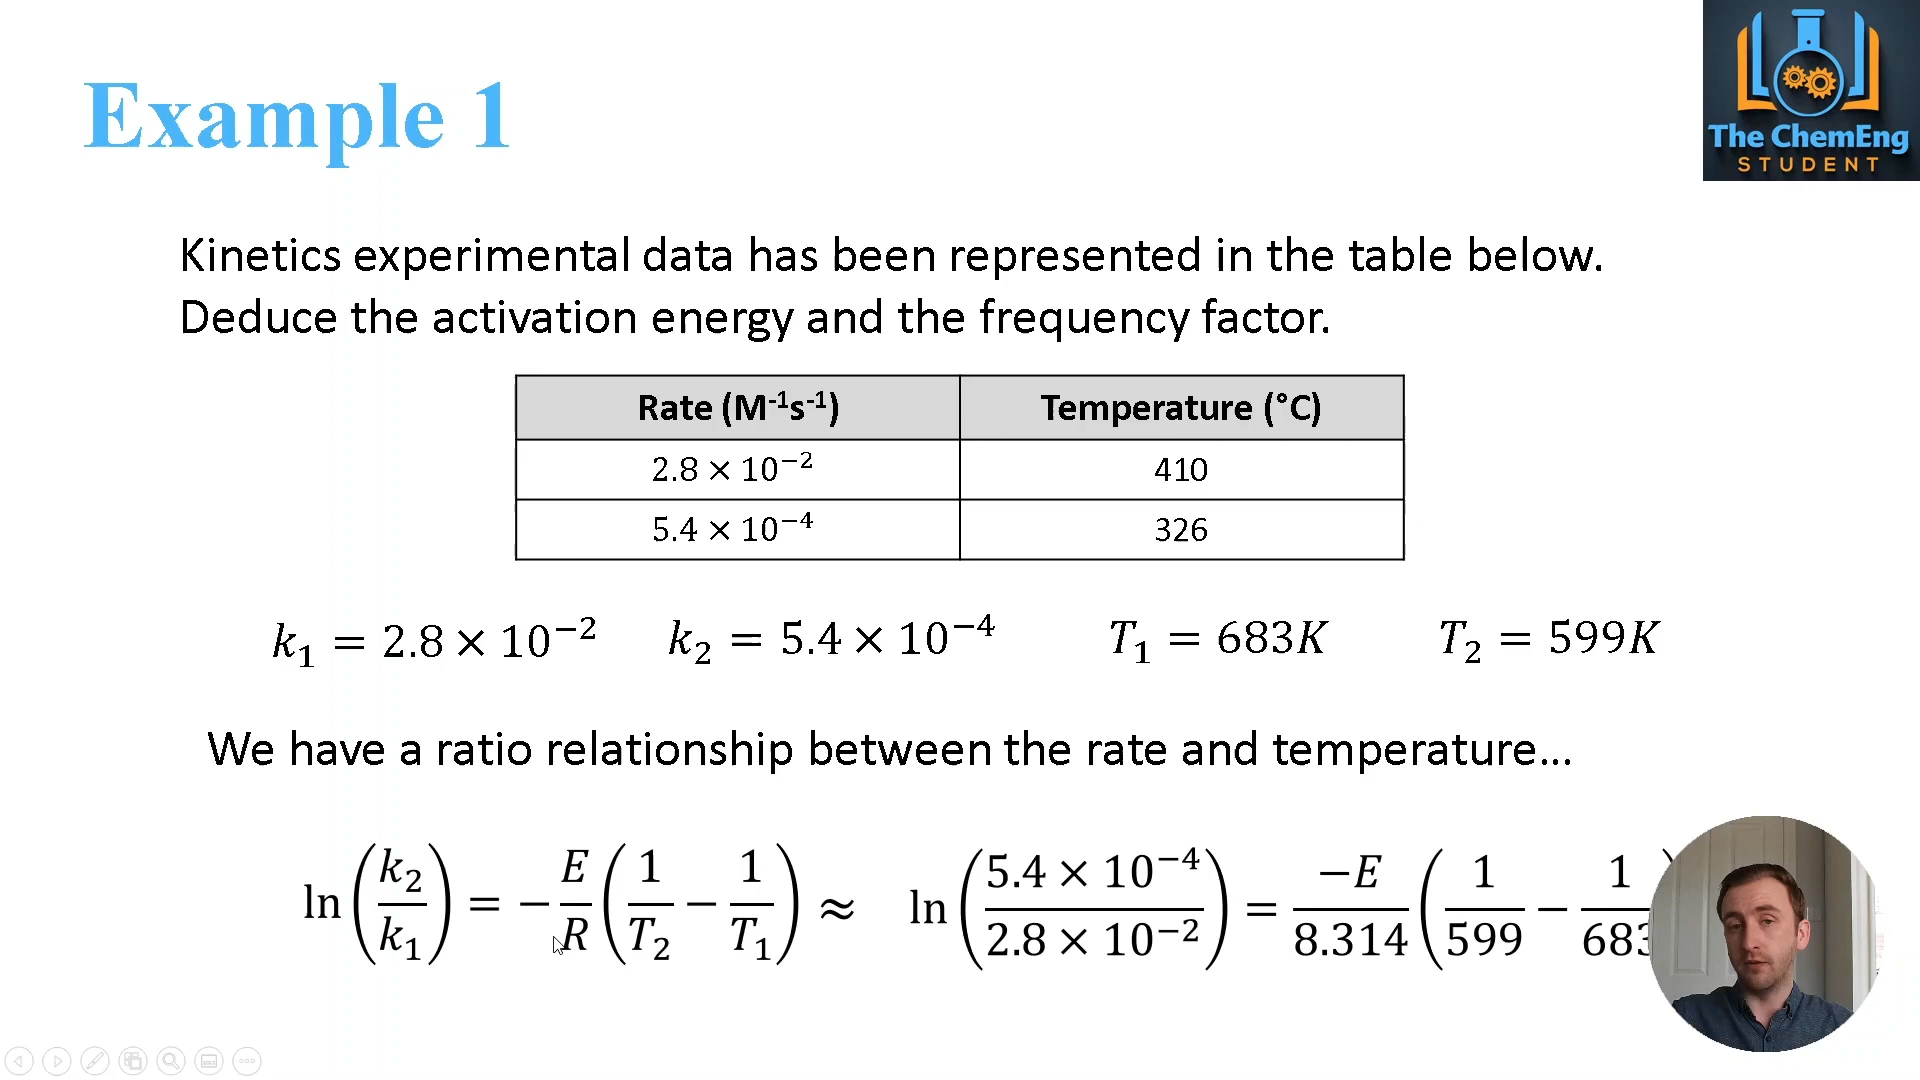 Example 1
The ChemEng
STUDENT
Kinetics experimental data has been represented in the table below.
Deduce the activation energy and the frequency factor.
Rate (M⁻¹s⁻¹) Temperature (°C)
2.8 × 10⁻² 410
5.4 × 10⁻⁴ 326
k₁ = 2.8 × 10⁻² k₂ = 5.4 × 10⁻⁴ T₁ = 683K T₂ = 599K
We have a ratio relationship between the rate and temperature...
ln(k₂/k₁) = −E/R(1/T₂ − 1/T₁) ≈ ln(5.4 × 10⁻⁴/2.8 × 10⁻²) = −E/8.314(1/599 − 1/683